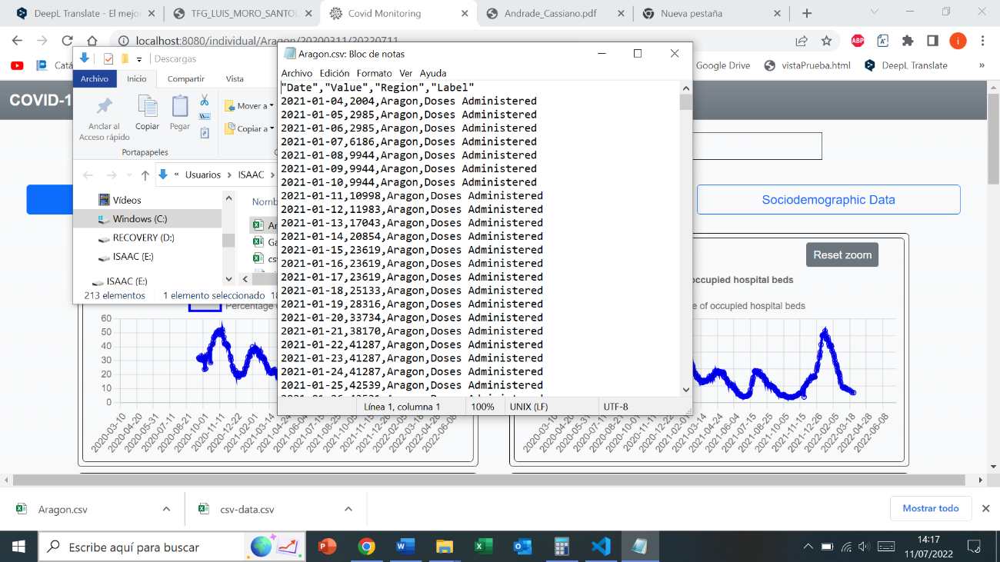 DeepL Translate - El mejor
TFG_LUIS_MORO_SANTO
Covid Monitoring
Andrade_Cassiano.pdf
Nueva pestaña
localhost:8080/individual/Aragon/20200311/20220711
Catá
Google Drive
vistaPrueba.html
DeepL Translate
»
COVID-1
Descargas
Archivo Inicio Compartir Vista
Anclar al
Acceso rápido
Copiar
Pegar
Mover a
Copiar a
Portapapeles
« Usuarios > ISAAC >
Nomb
Vídeos
Windows (C:)
RECOVERY (D:)
ISAAC (E:)
ISAAC (E:)
Ar
Ga
cs
213 elementos 1 elemento seleccionado 18
Aragon.csv: Bloc de notas
Archivo Edición Formato Ver Ayuda
"Date","Value","Region","Label"
2021-01-04,2004,Aragon,Doses Administered
2021-01-05,2985,Aragon,Doses Administered
2021-01-06,2985,Aragon,Doses Administered
2021-01-07,6186,Aragon,Doses Administered
2021-01-08,9944,Aragon,Doses Administered
2021-01-09,9944,Aragon,Doses Administered
2021-01-10,9944,Aragon,Doses Administered
2021-01-11,10998,Aragon,Doses Administered
2021-01-12,11983,Aragon,Doses Administered
2021-01-13,17043,Aragon,Doses Administered
2021-01-14,20854,Aragon,Doses Administered
2021-01-15,23619,Aragon,Doses Administered
2021-01-16,23619,Aragon,Doses Administered
2021-01-17,23619,Aragon,Doses Administered
2021-01-18,25133,Aragon,Doses Administered
2021-01-19,28316,Aragon,Doses Administered
2021-01-20,33734,Aragon,Doses Administered
2021-01-21,38170,Aragon,Doses Administered
2021-01-22,41287,Aragon,Doses Administered
2021-01-23,41287,Aragon,Doses Administered
2021-01-24,41287,Aragon,Doses Administered
2021-01-25,42539,Aragon,Doses Administered
Línea 1, columna 1 100% UNIX (LF) UTF-8
Sociodemographic Data
Reset zoom
occupied hospital beds
e of occupied hospital beds
Percentage
60
50
40
30
20
10
0
2020-03-10 2020-04-20 2020-05-31 2020-07-11 2020-08-21 2020-10-01 2020-11-11 2020-12-22 2021-02-01 2021-03-14 2021-04-24 2021-06-04 2021-07-15 2021-08-25 2021-10-05 2021-11-15 2021-12-26 2022-02-05 2022-03-18 2022-04-28 2022-06-08
2020-03-10 2020-04-20 2020-05-31 2020-07-11 2020-08-21 2020-10-01 2020-11-11 2020-12-22 2021-02-01 2021-03-14 2021-04-24 2021-06-04 2021-07-15 2021-08-25 2021-10-05 2021-11-15 2021-12-26 2022-02-05 2022-03-18 2022-04-28 2022-06-08
Aragon.csv
csv-data.csv
Mostrar todo
Escribe aquí para buscar
14:17
11/07/2022